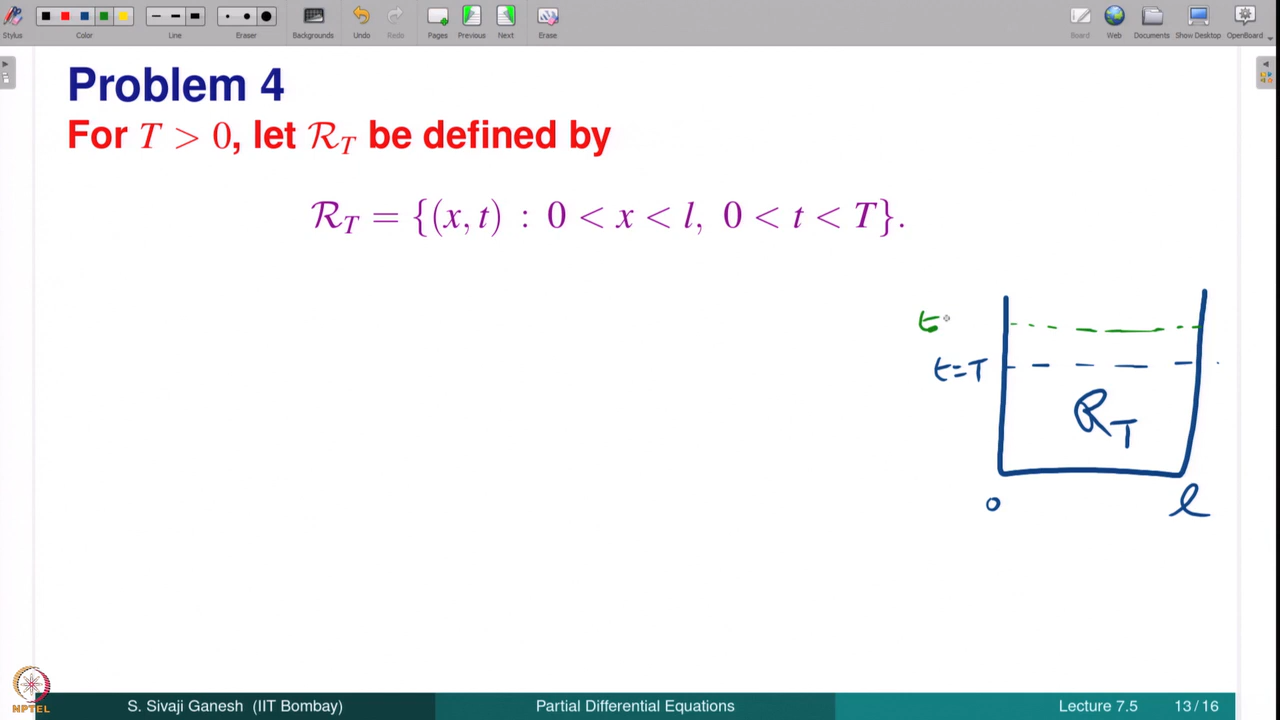 Stylus
Color
Line
Eraser
Backgrounds
Undo
Redo
Pages
Previous
Next
Erase
Board
Web
Documents
Show Desktop
OpenBoard
Problem 4
For T > 0, let ℛ_T be defined by
ℛ_T = {(x, t) : 0 < x < l, 0 < t < T}.
t
t=T
R_T
0
l
NPTEL
S. Sivaji Ganesh (IIT Bombay)
Partial Differential Equations
Lecture 7.5
13 / 16